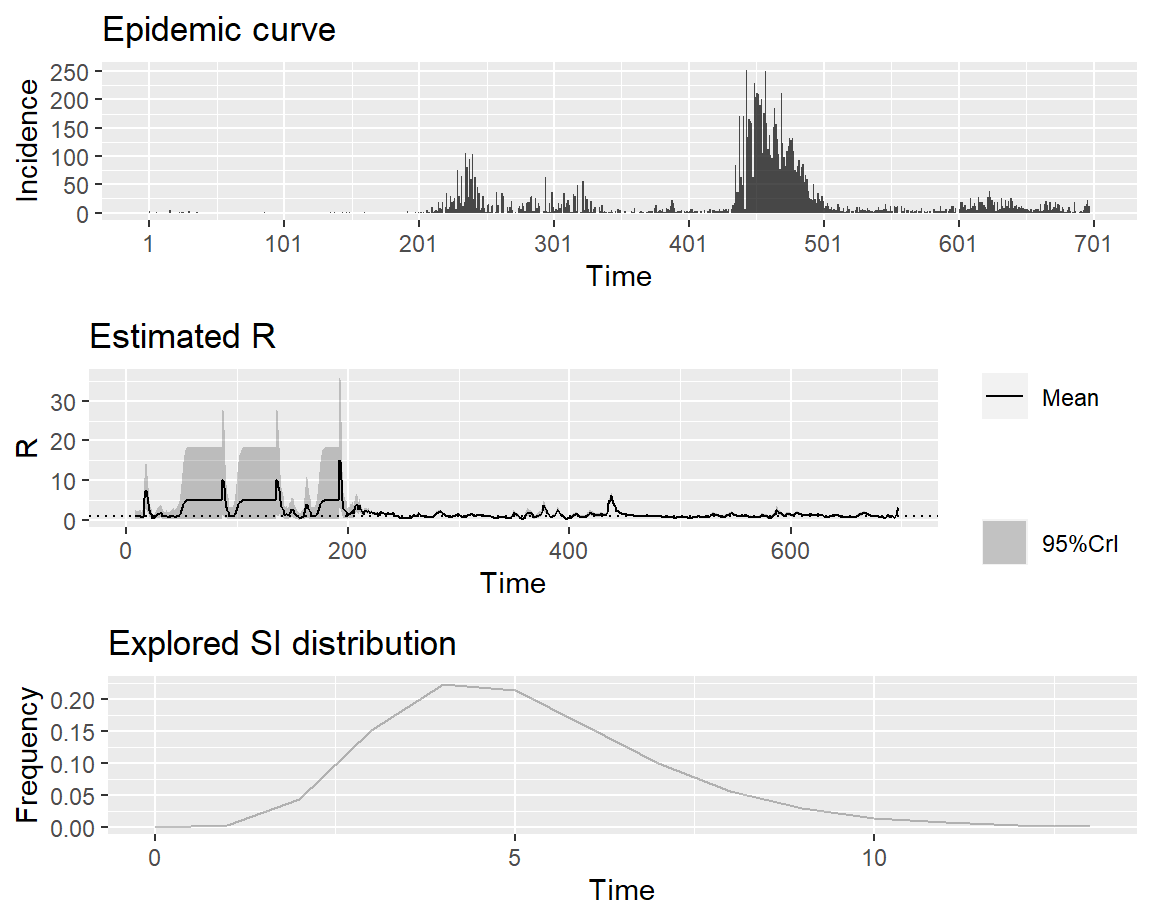 Epidemic curve
Incidence
250
200
150
100
50
0
1 101 201 301 401 501 601 701
Time
Estimated R
R
30
20
10
0
0 200 400 600
Time
Mean
95%CrI
Explored SI distribution
Frequency
0.20
0.15
0.10
0.05
0.00
0 5 10
Time